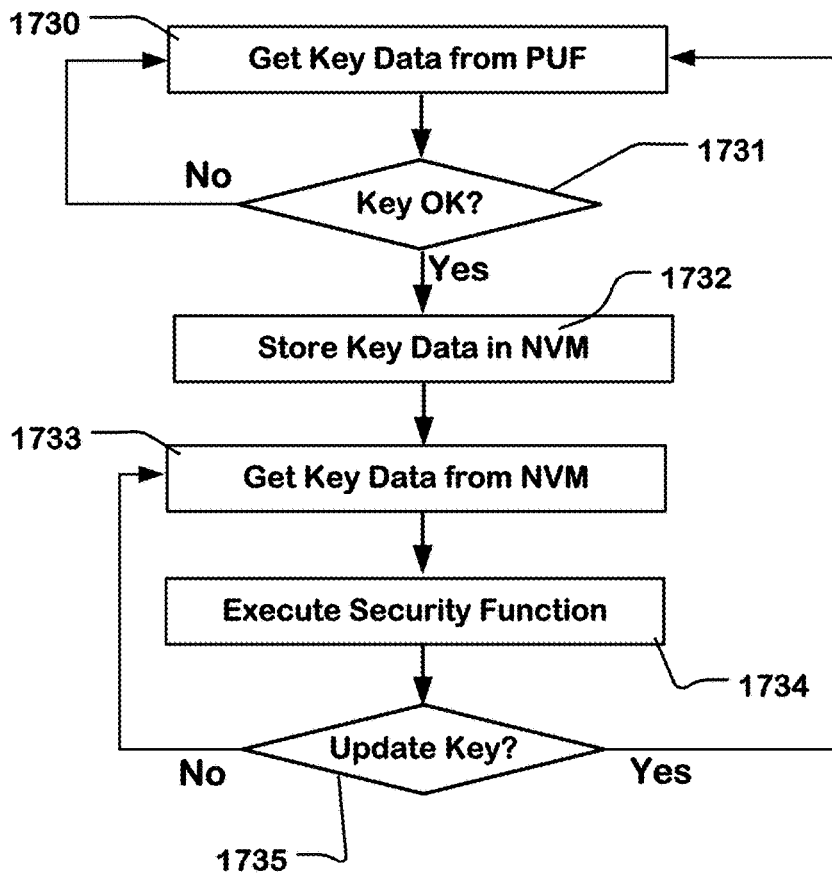 1730
Get Key Data from PUF
1731
No
Key OK?
Yes
1732
Store Key Data in NVM
1733
Get Key Data from NVM
Execute Security Function
1734
Update Key?
No
Yes
1735